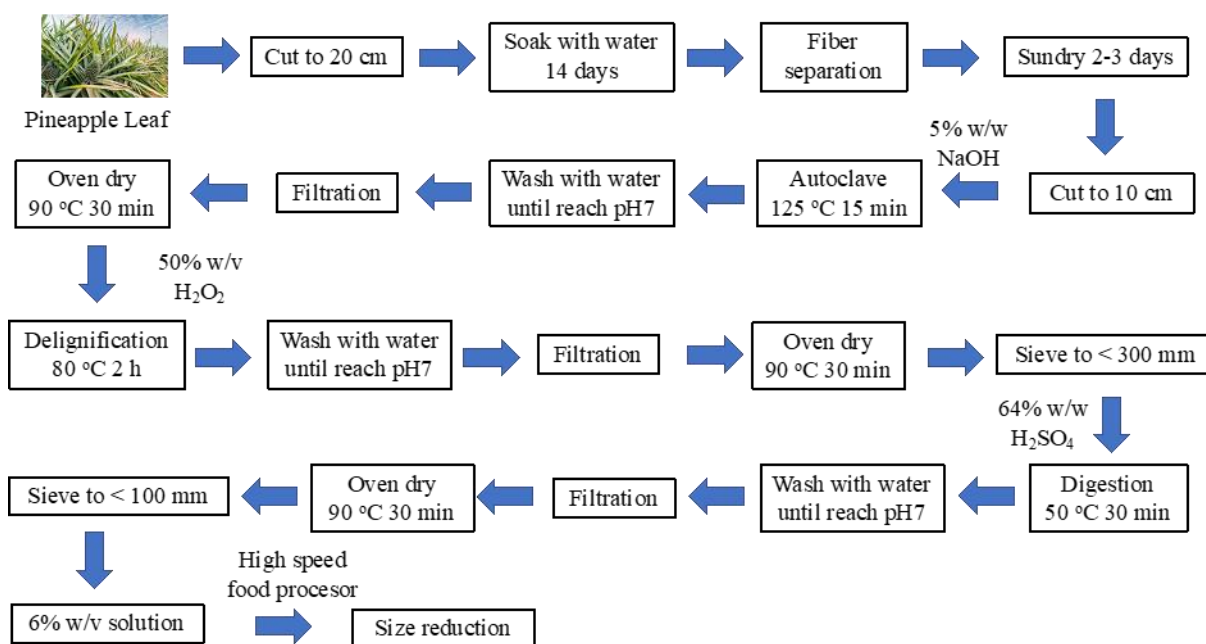 Pineapple Leaf
Cut to 20 cm
Soak with water
14 days
Fiber
separation
Sundry 2-3 days
5% w/w
NaOH
Cut to 10 cm
Autoclave
125 °C 15 min
Wash with water
until reach pH7
Filtration
Oven dry
90 °C 30 min
50% w/v
H₂O₂
Delignification
80 °C 2 h
Wash with water
until reach pH7
Filtration
Oven dry
90 °C 30 min
Sieve to < 300 mm
64% w/w
H₂SO₄
Digestion
50 °C 30 min
Wash with water
until reach pH7
Filtration
Oven dry
90 °C 30 min
Sieve to < 100 mm
6% w/v solution
High speed
food procesor
Size reduction